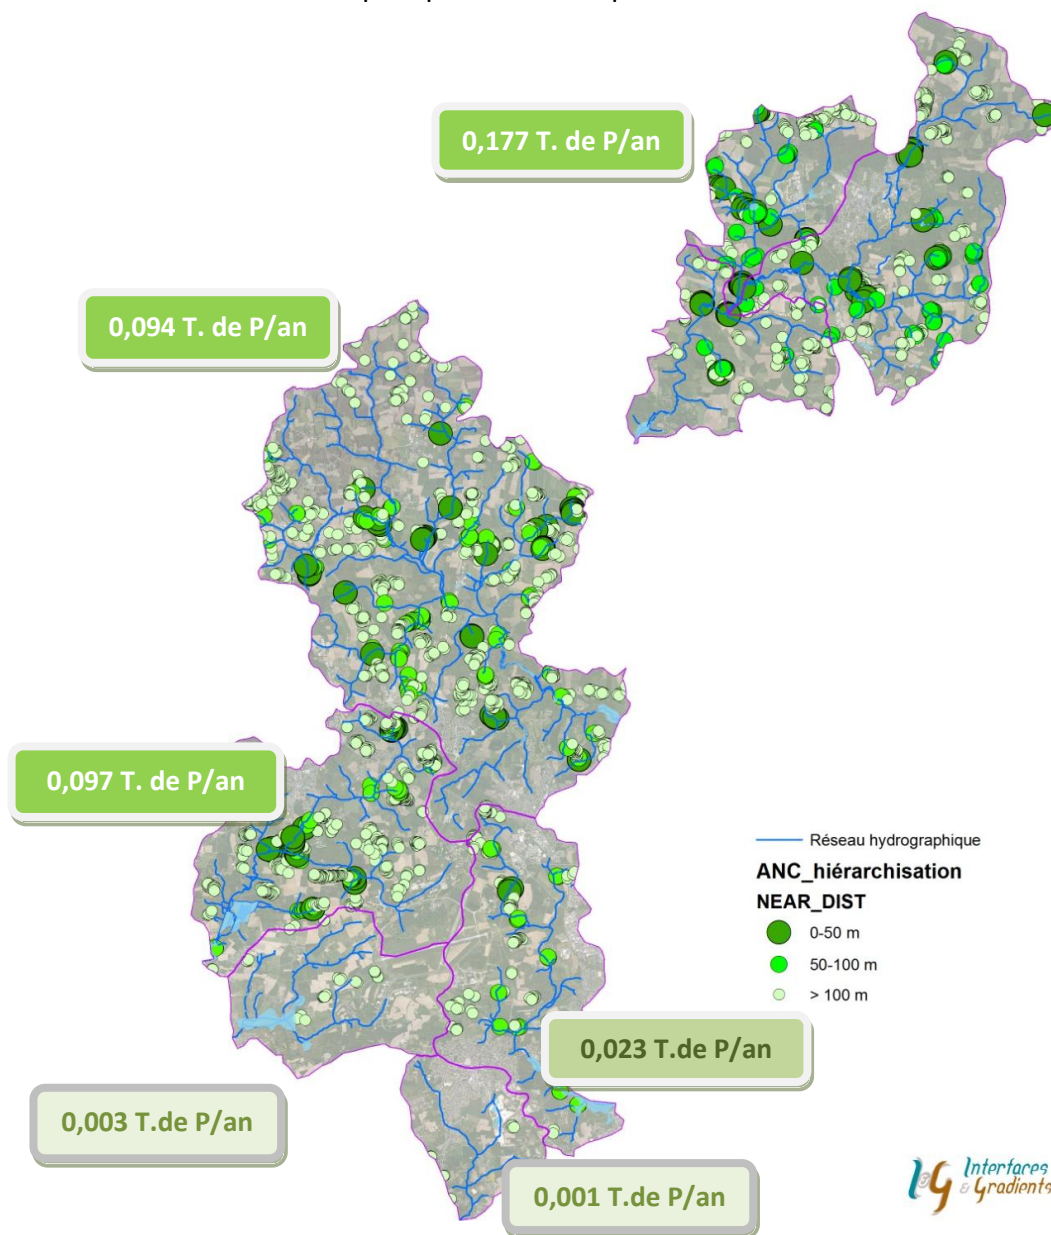 0,177 T. de P/an
0,094 T. de P/an
0,097 T. de P/an
Réseau hydrographique
ANC_hiérarchisation
NEAR_DIST
0-50 m
50-100 m
> 100 m
0,023 T.de P/an
0,003 T.de P/an
0,001 T.de P/an
I&G Interfaces
& Gradients